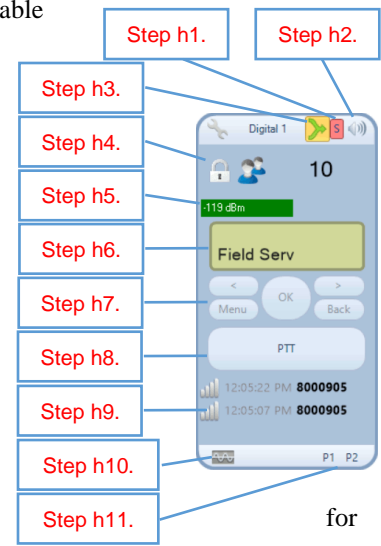 able
Step h1. Step h2.
Step h3.
Digital 1 S
Step h4.
10
Step h5.
-119 dBm
Step h6.
Field Serv
< >
Step h7.
Menu OK Back
Step h8.
PTT
12:05:22 PM 8000905
Step h9.
12:05:07 PM 8000905
Step h10.
P1 P2
Step h11.
for